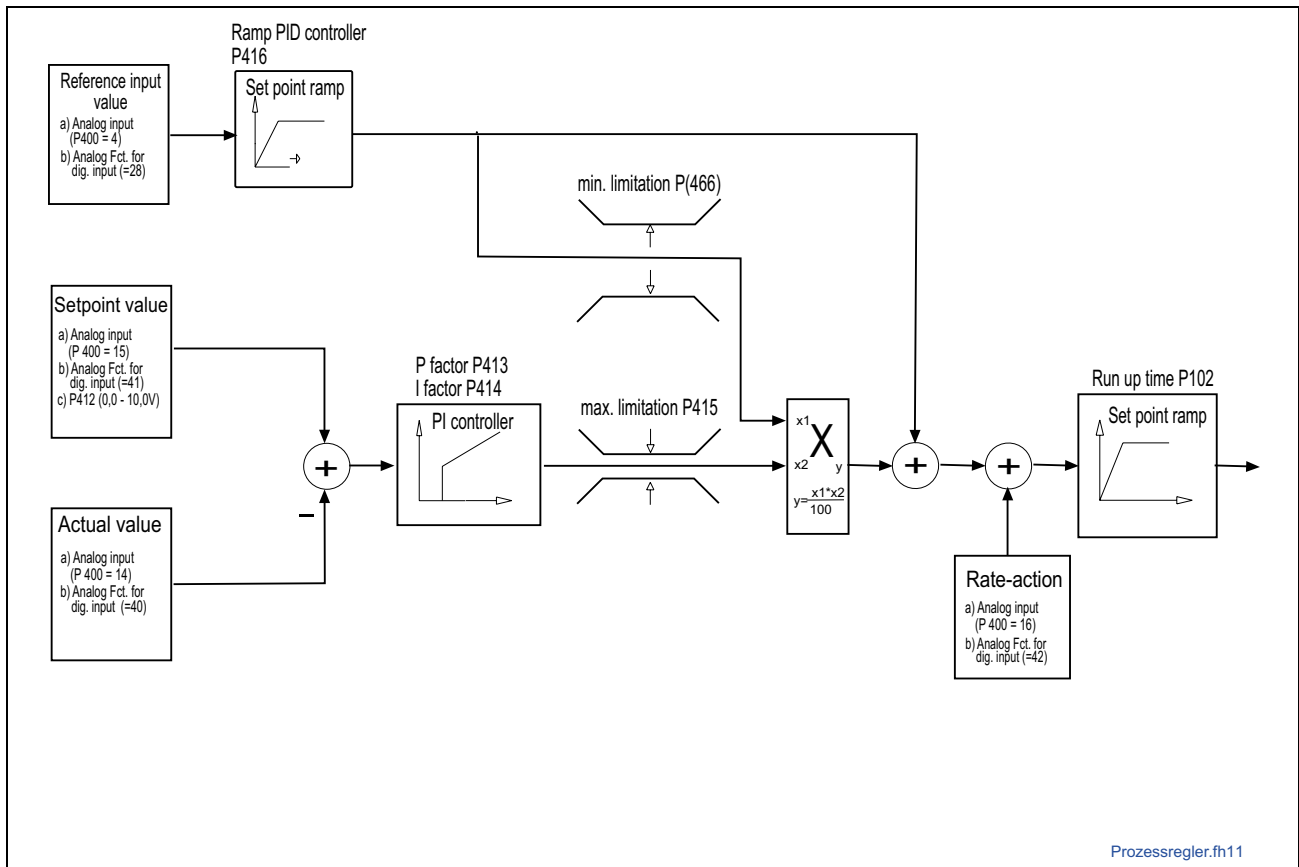 Ramp PID controller
P416
Reference input
value
a) Analog input
(P400 = 4)
b) Analog Fct. for
dig. input (=28)
Set point ramp
min. limitation P(466)
Setpoint value
a) Analog input
(P 400 = 15)
b) Analog Fct. for
dig. input (=41)
c) P412 (0,0 - 10,0V)
P factor P413
I factor P414
PI controller
max. limitation P415
x1
X
x2
y
y=x1*x2
100
+
+
+
–
Run up time P102
Set point ramp
Actual value
a) Analog input
(P 400 = 14)
b) Analog Fct. for
dig. input (=40)
Rate-action
a) Analog input
(P 400 = 16)
b) Analog Fct. for
dig. input (=42)
Prozessregler.fh11